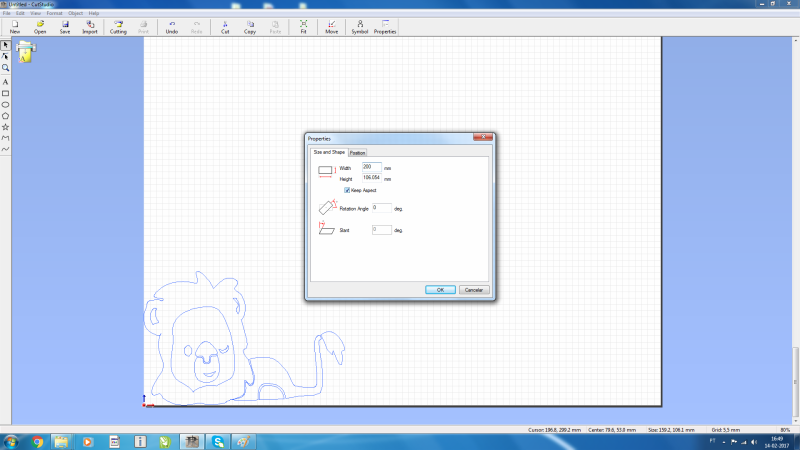 Untitled - CutStudio
File Edit View Format Object Help
New Open Save Import Cutting Print Undo Redo Cut Copy Paste Fit Move Symbol Properties
A
Properties
Size and Shape Position
Width 200 mm
Height 106.054 mm
Keep Aspect
Rotation Angle 0 deg.
Slant 0 deg.
OK Cancelar
Cursor: 196.8, 299.2 mm Center: 79.6, 53.0 mm Size: 159.2, 106.1 mm Grid: 5,5 mm 80%
PT 16:49
14-02-2017